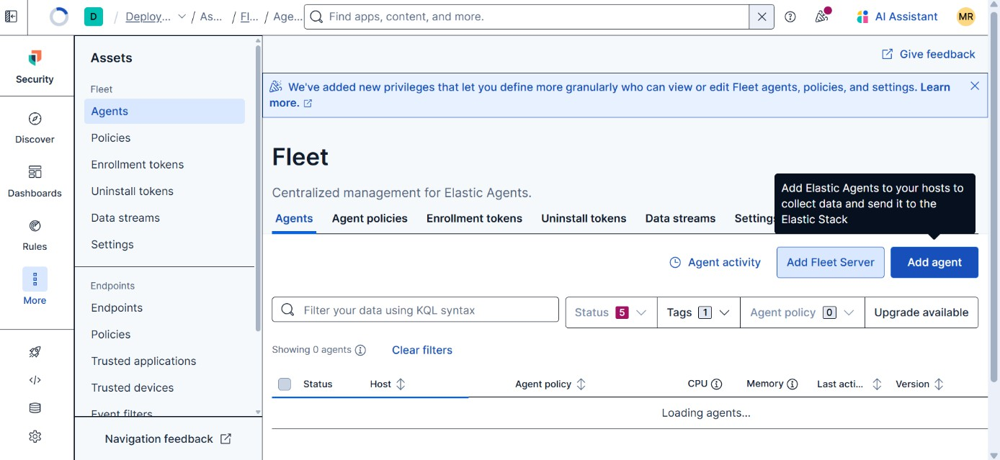 D / Deploy... / As... / Fl... / Age...
Find apps, content, and more.
AI Assistant
MR
Security
Discover
Dashboards
Rules
More
Assets
Fleet
Agents
Policies
Enrollment tokens
Uninstall tokens
Data streams
Settings
Endpoints
Endpoints
Policies
Trusted applications
Trusted devices
Event filters
Navigation feedback
Give feedback
We've added new privileges that let you define more granularly who can view or edit Fleet agents, policies, and settings. Learn
more.
Fleet
Centralized management for Elastic Agents.
Add Elastic Agents to your hosts to
collect data and send it to the
Elastic Stack
Agents Agent policies Enrollment tokens Uninstall tokens Data streams Settings
Agent activity Add Fleet Server Add agent
Filter your data using KQL syntax Status 5 Tags 1 Agent policy 0 Upgrade available
Showing 0 agents Clear filters
Status Host Agent policy CPU Memory Last acti... Version
Loading agents...